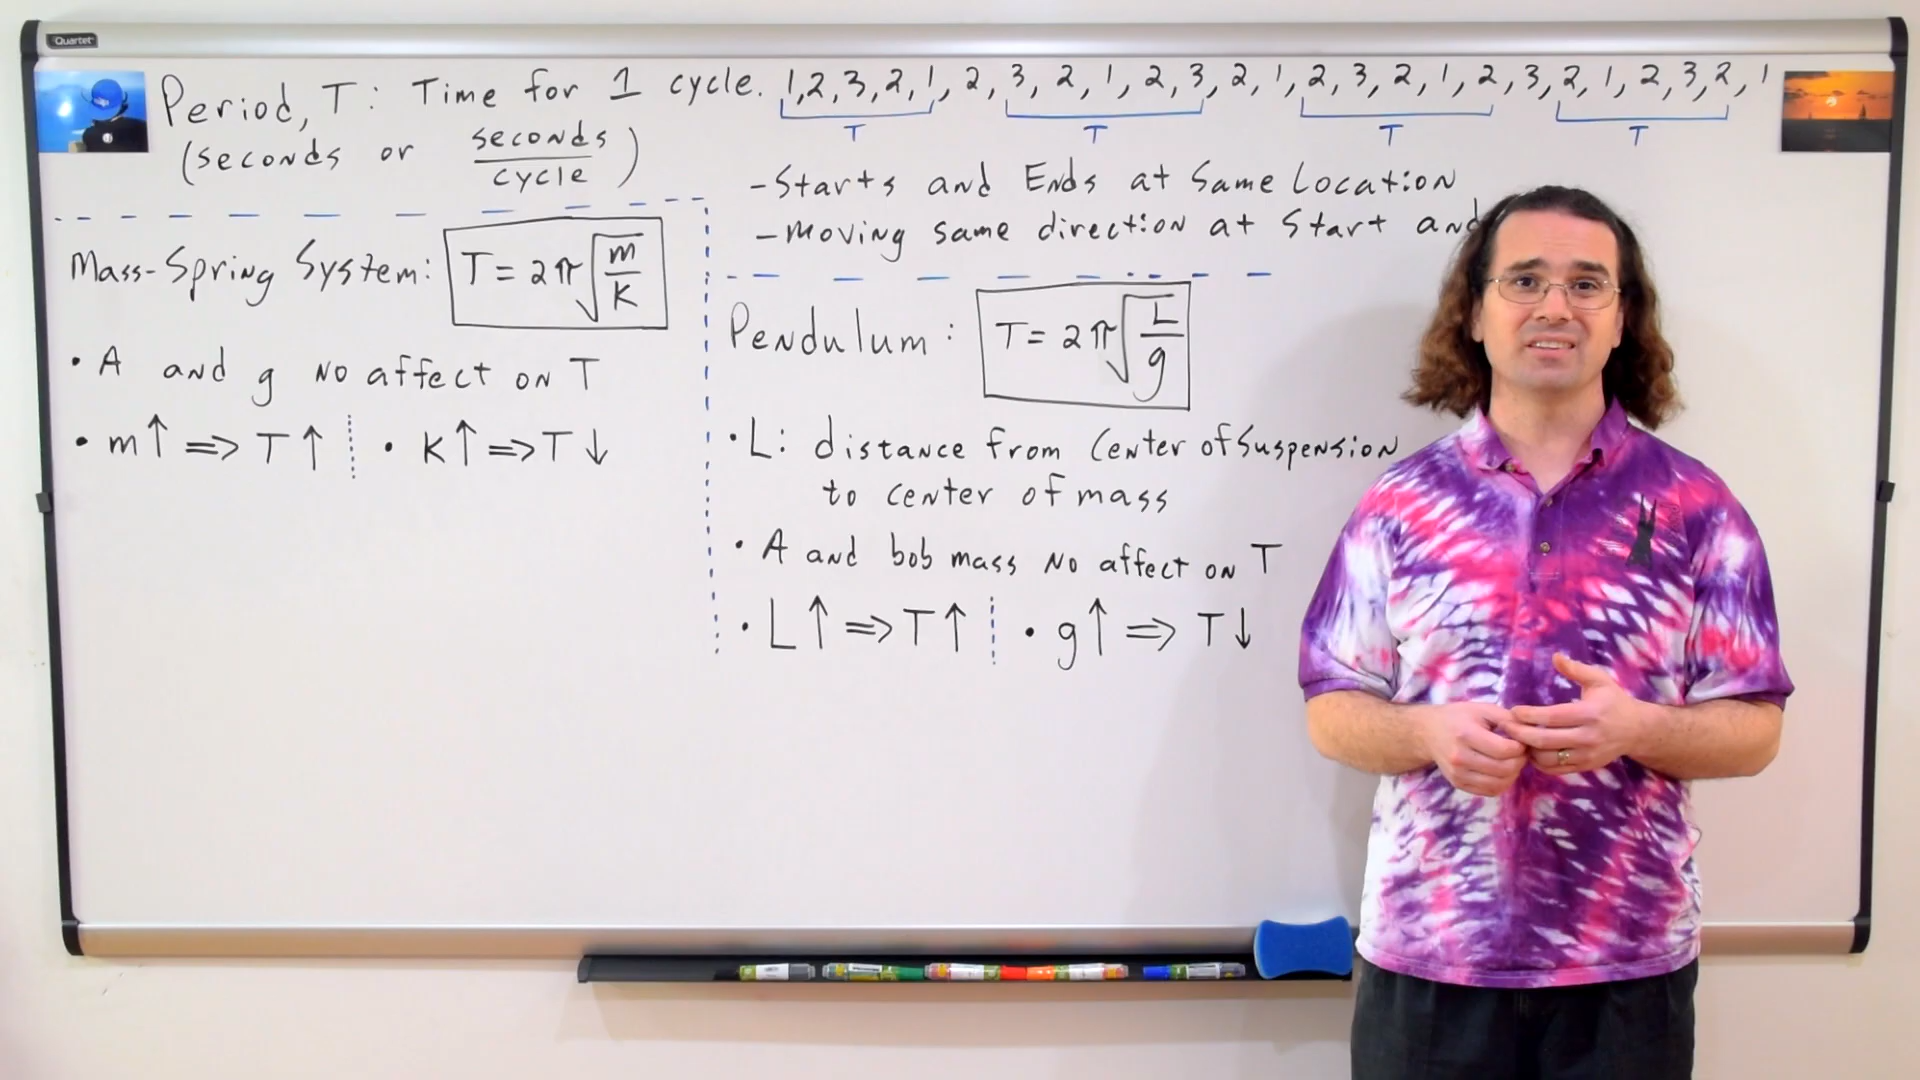 Quartet
Period, T: Time for 1 cycle. 1,2,3,2,1, 2, 3, 2, 1, 2, 3, 2, 1, 2, 3, 2, 1, 2, 3, 2, 1, 2, 3, 2, 1
T T T T
(seconds or seconds/cycle)
-Starts and Ends at Same Location
-Moving same direction at Start and
Mass-Spring System: T = 2π√(m/k)
• A and g no affect on T
• m↑ => T↑ • k↑ => T↓
Pendulum: T = 2π√(L/g)
• L: distance from center of suspension
to center of mass
• A and bob mass no affect on T
• L↑ => T↑ • g↑ => T↓